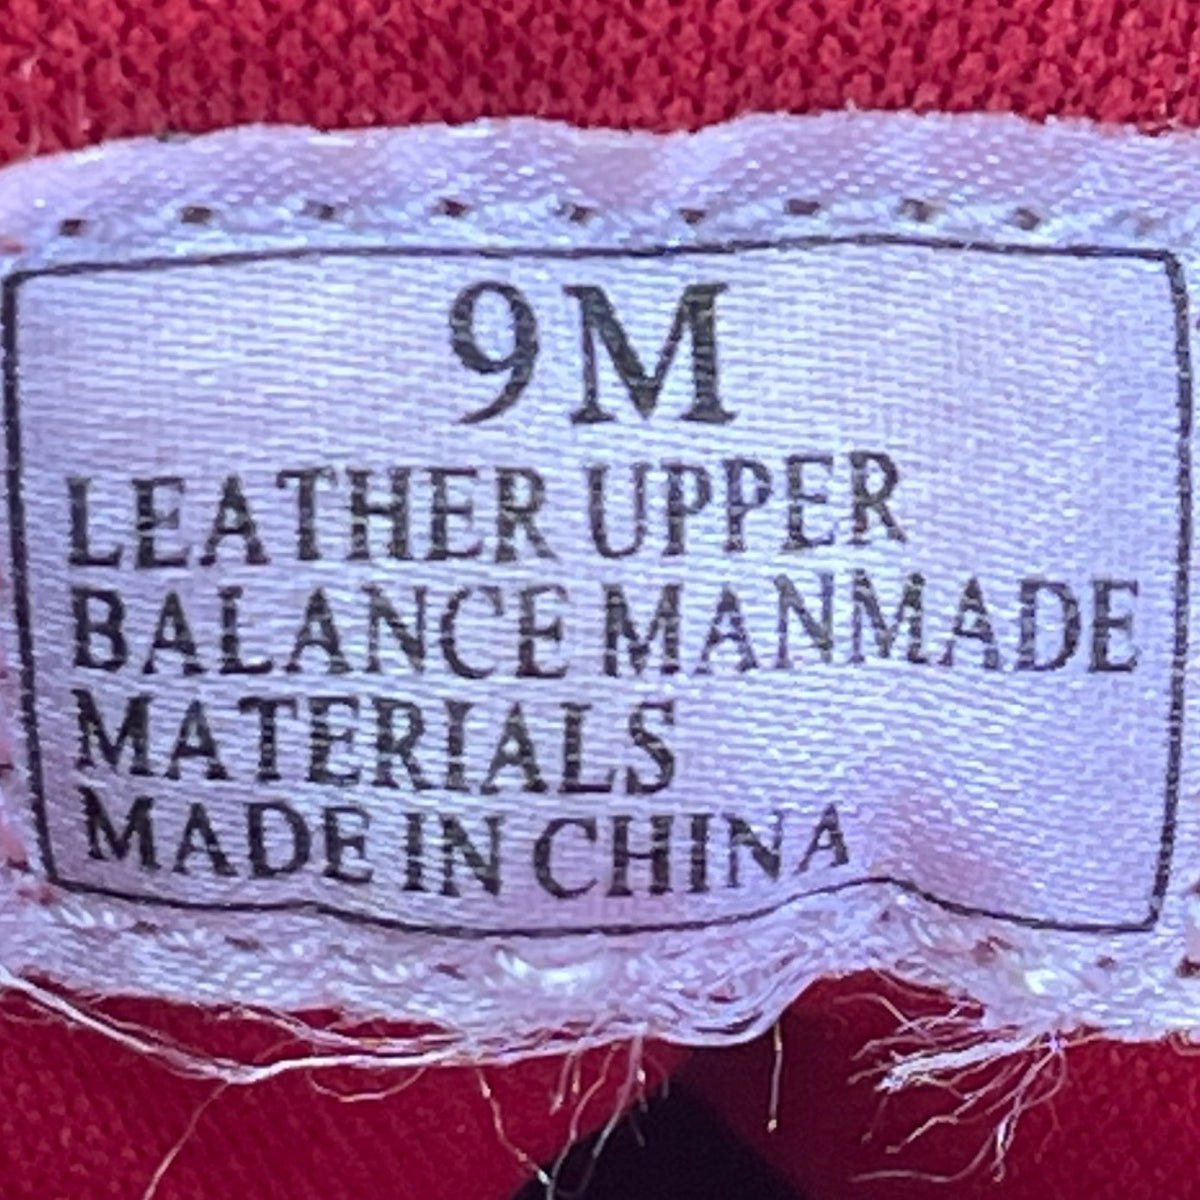 9M
LEATHER UPPER
BALANCE MANMADE
MATERIALS
MADE IN CHINA